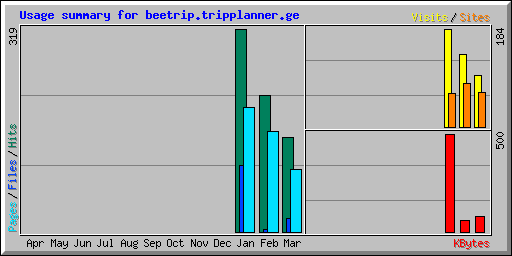 Usage summary for beetrip.tripplanner.ge
Visits/Sites
319
184
500
Pages/Files/Hits
Apr May Jun Jul Aug Sep Oct Nov Dec Jan Feb Mar
KBytes